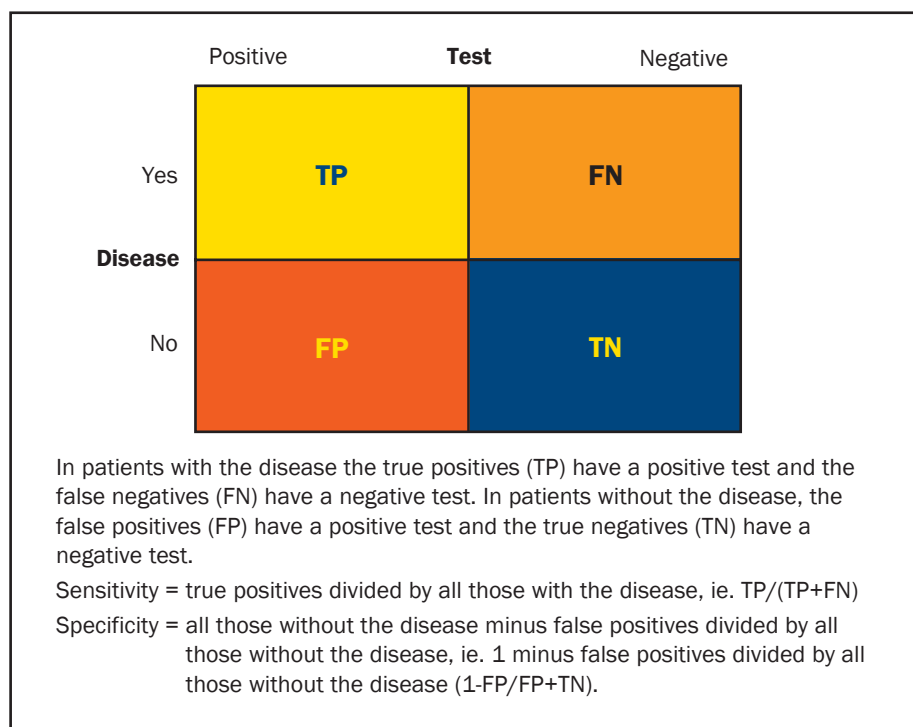 Positive Test Negative
Yes TP FN
Disease
No FP TN
In patients with the disease the true positives (TP) have a positive test and the
false negatives (FN) have a negative test. In patients without the disease, the
false positives (FP) have a positive test and the true negatives (TN) have a
negative test.
Sensitivity = true positives divided by all those with the disease, ie. TP/(TP+FN)
Specificity = all those without the disease minus false positives divided by all
those without the disease, ie. 1 minus false positives divided by all
those without the disease (1-FP/FP+TN).